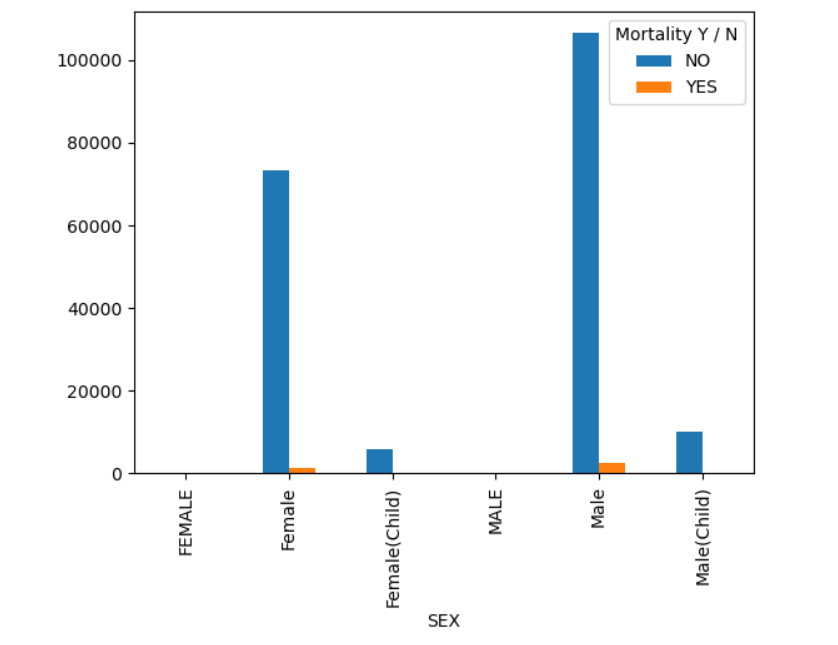 Mortality Y / N
NO
YES
100000
80000
60000
40000
20000
0
FEMALE
Female
Female(Child)
MALE
Male
Male(Child)
SEX